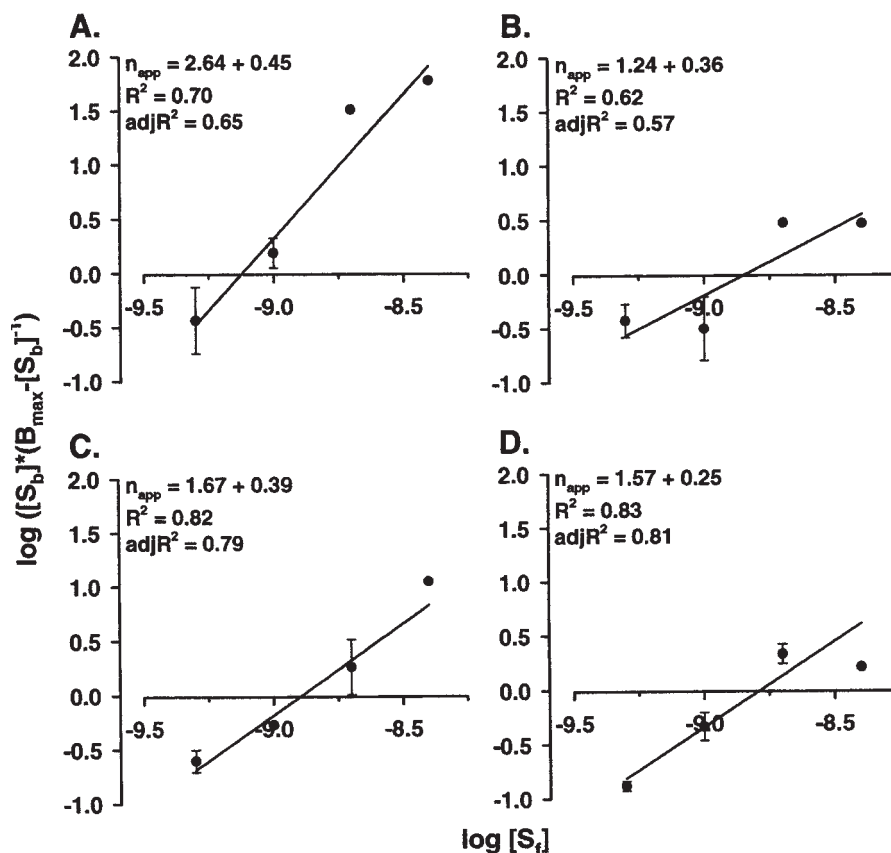 A.
n_app = 2.64 + 0.45
R² = 0.70
adjR² = 0.65
2.0
1.5
1.0
0.5
0.0
-0.5
-1.0
-9.5
-9.0
-8.5
B.
n_app = 1.24 + 0.36
R² = 0.62
adjR² = 0.57
2.0
1.5
1.0
0.5
0.0
-0.5
-1.0
-9.5
-9.0
-8.5
C.
n_app = 1.67 + 0.39
R² = 0.82
adjR² = 0.79
2.0
1.5
1.0
0.5
0.0
-0.5
-1.0
-9.5
-9.0
-8.5
D.
n_app = 1.57 + 0.25
R² = 0.83
adjR² = 0.81
2.0
1.5
1.0
0.5
0.0
-0.5
-1.0
-9.5
-9.0
-8.5
log ([S_b]*(B_max-[S_b]⁻¹)
log [S_f]